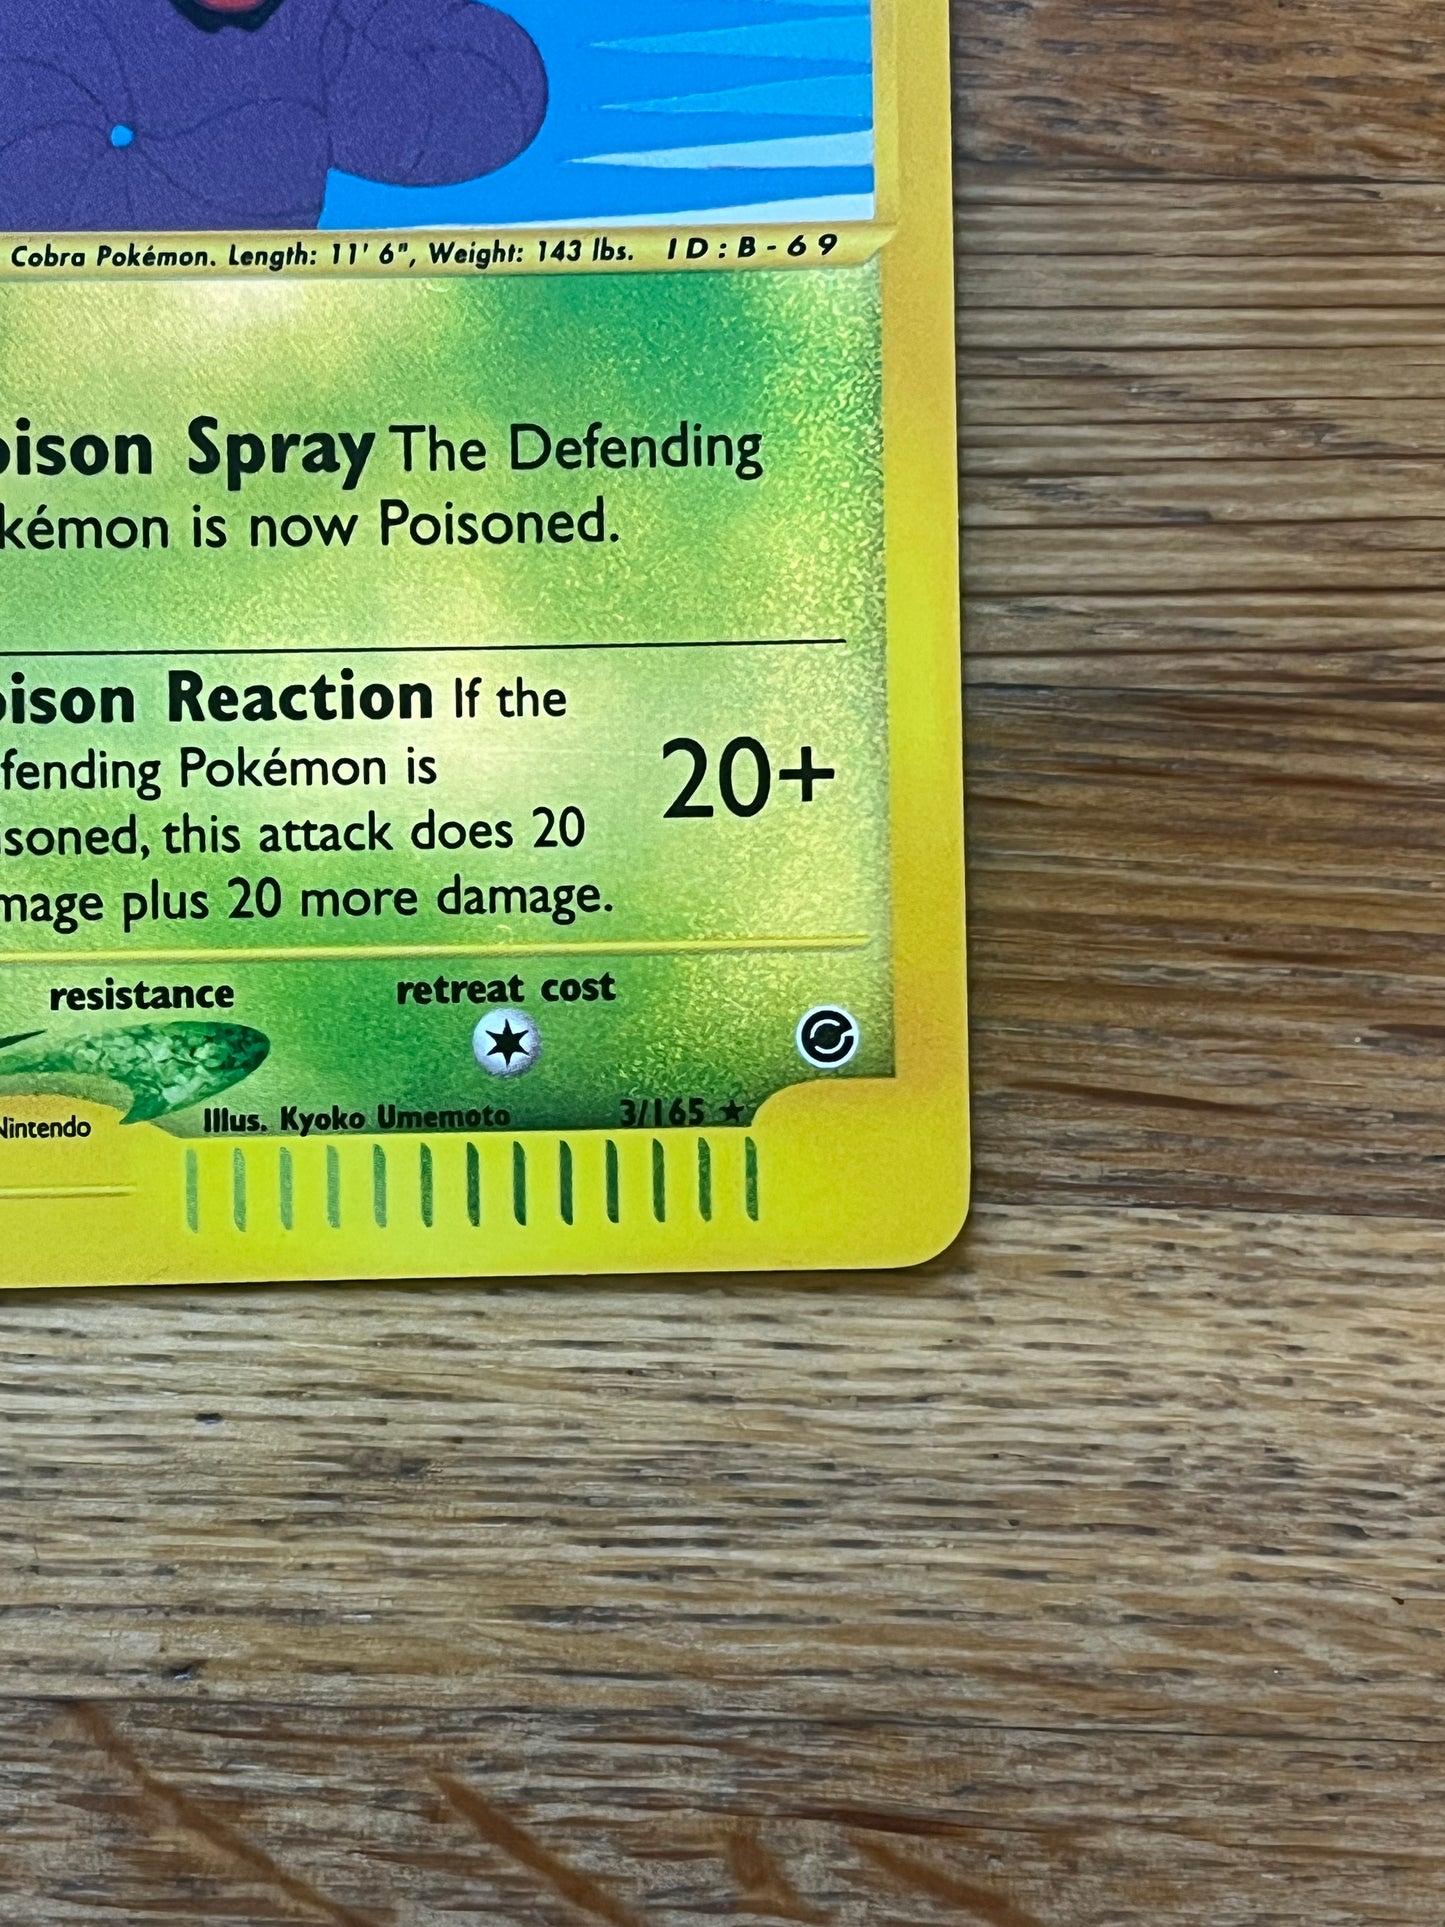 Cobra Pokémon. Length: 11' 6", Weight: 143 lbs. ID:B-69
oison Spray The Defending
kémon is now Poisoned.
oison Reaction If the
fending Pokémon is
isoned, this attack does 20
mage plus 20 more damage.
20+
resistance retreat cost
Nintendo Illus. Kyoko Umemoto 3/165 ★